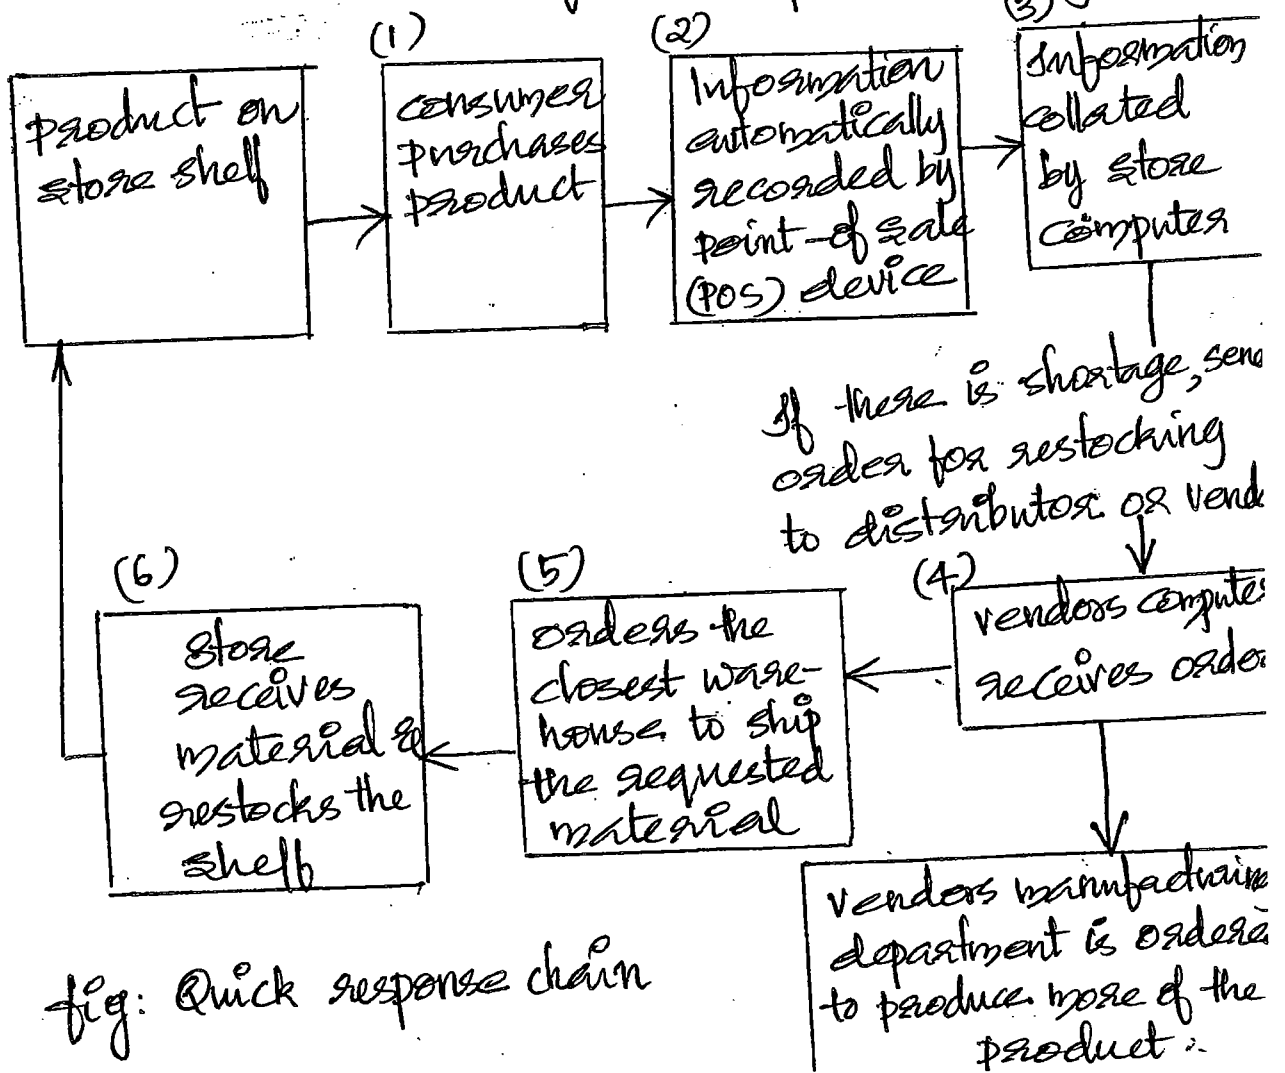 (1)
(2)
(3)
product on
store shelf
consumer
purchases
product
Information
automatically
recorded by
point-of sale
(POS) device
Information
collated
by store
computer
If there is shortage, send
order for restocking
to distributor or vend
(6)
(5)
(4)
store
receives
material &
restocks the
shelf
orders the
closest ware-
house to ship
the requested
material
vendors compute
receives order
vendors manufacturin
department is ordere
to produce more of the
product.
fig: Quick response chain